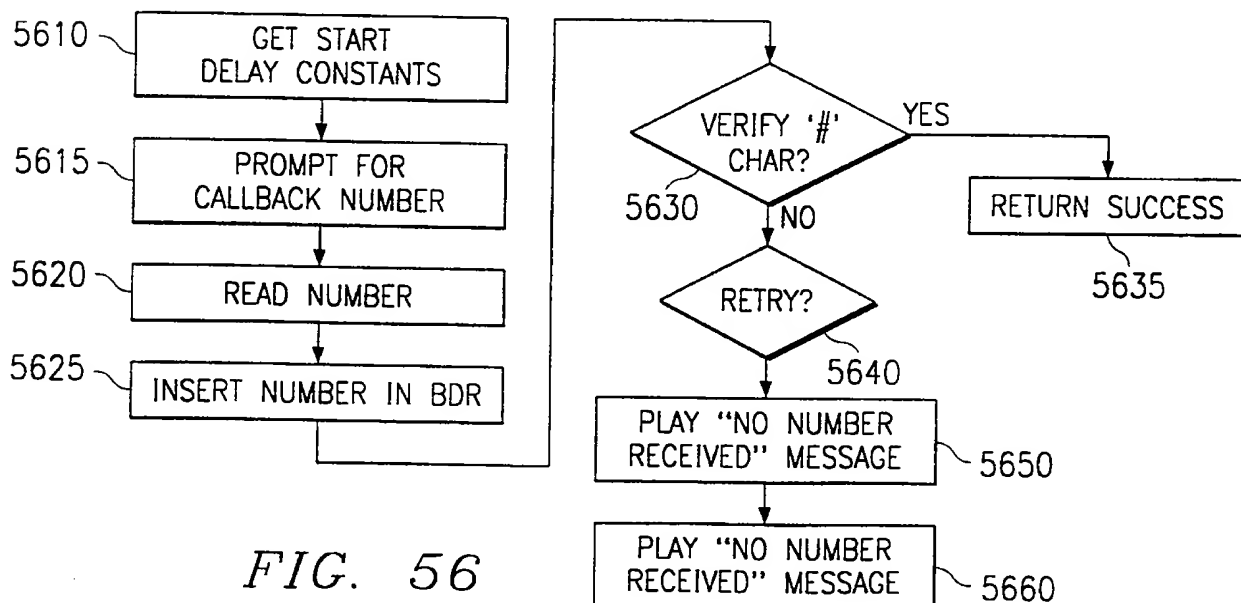 5610
GET START
DELAY CONSTANTS
5615
PROMPT FOR
CALLBACK NUMBER
5620
READ NUMBER
5625
INSERT NUMBER IN BDR
VERIFY '#'
CHAR?
5630
YES
NO
RETURN SUCCESS
5635
RETRY?
5640
PLAY "NO NUMBER
RECEIVED" MESSAGE
5650
PLAY "NO NUMBER
RECEIVED" MESSAGE
5660
FIG. 56